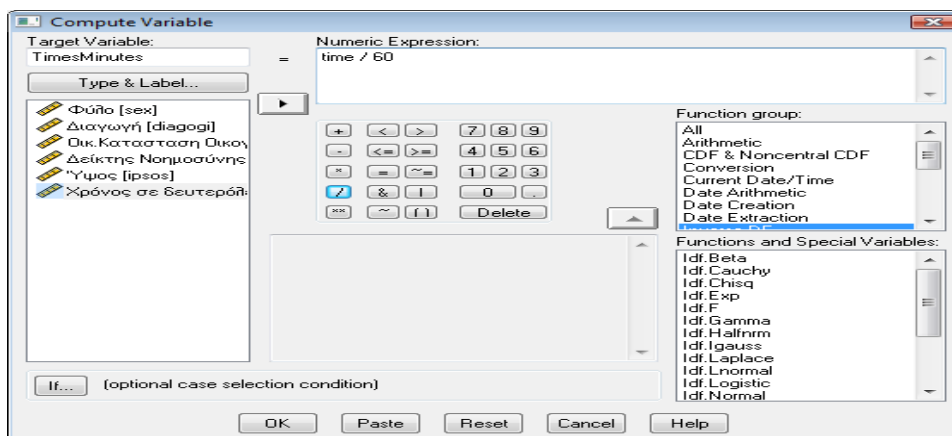 Compute Variable
Target Variable:
TimesMinutes
=
Numeric Expression:
time / 60
Type & Label...
Φύλο [sex]
Διαγωγή [diagogi]
Οικ.Κατασταση Οικογ
Δείκτης Νοημοσύνης
Ύψος [ipsos]
Χρόνος σε δευτερόλ
+ < > 7 8 9
- <= >= 4 5 6
* = ~= 1 2 3
/ & | 0 .
** ~ ( ) Delete
Function group:
All
Arithmetic
CDF & Noncentral CDF
Conversion
Current Date/Time
Date Arithmetic
Date Creation
Date Extraction
Inverse DF
Functions and Special Variables:
Idf.Beta
Idf.Cauchy
Idf.Chisq
Idf.Exp
Idf.F
Idf.Gamma
Idf.Halfnrm
Idf.Igauss
Idf.Laplace
Idf.Lnormal
Idf.Logistic
Idf.Normal
If... (optional case selection condition)
OK Paste Reset Cancel Help